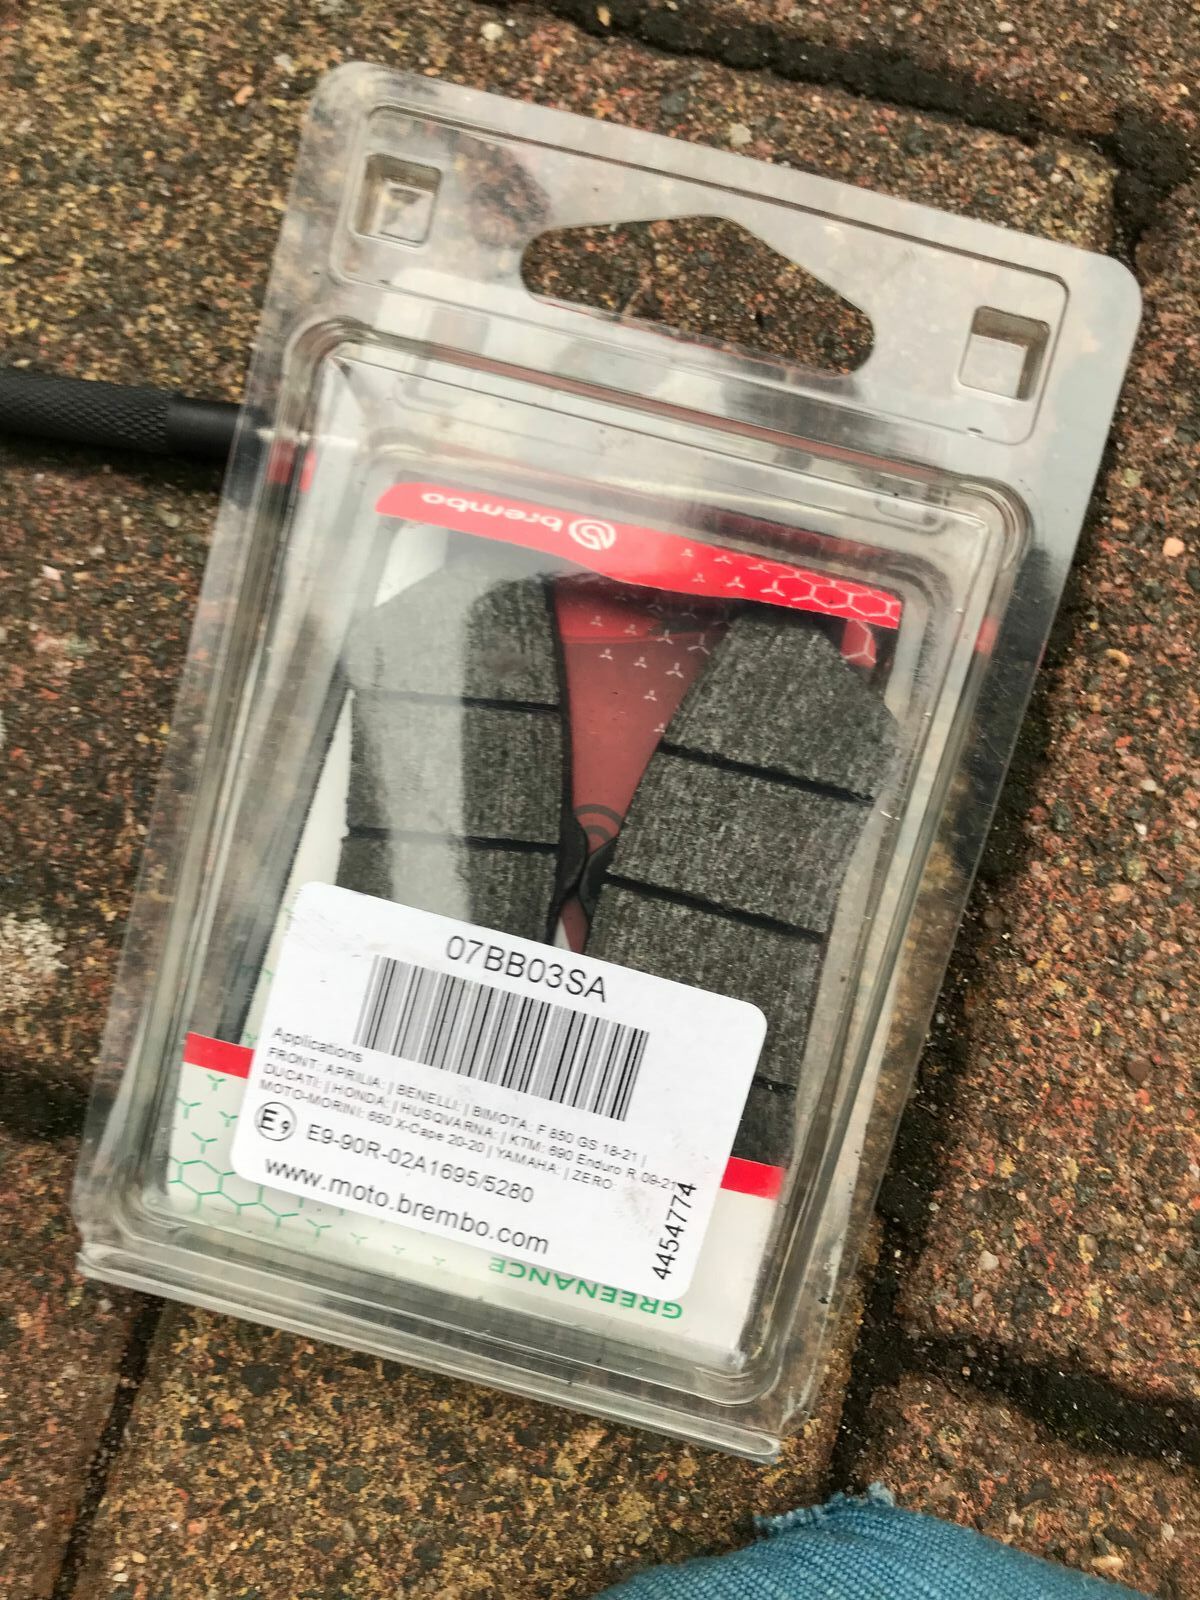 brembo
07BB03SA
Applications
FRONT: APRILIA: | BENELLI: | BIMOTA: F 850 GS 18-21 |
DUCATI: | HONDA: | HUSQVARNA: | KTM: 690 Enduro R 09-21
MOTO-MORINI: 650 X-Cape 20-20 | YAMAHA: | ZERO:
E9 E9-90R-02A1695/5280
www.moto.brembo.com
4454774
GREENANCE